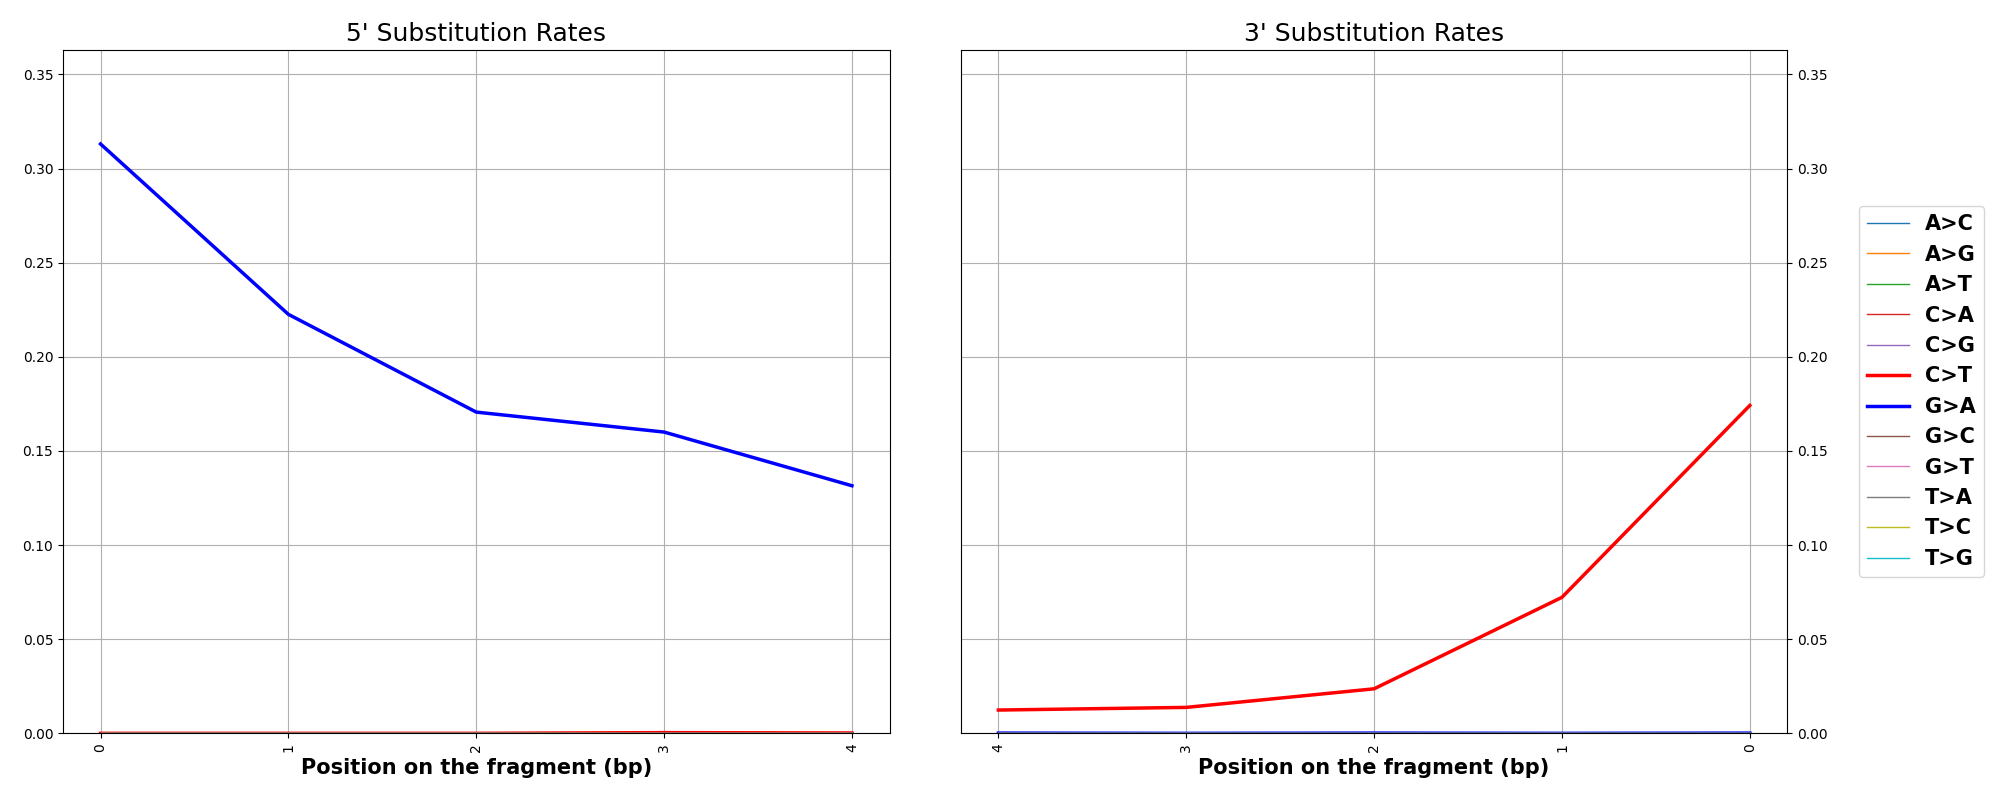 5' Substitution Rates
0.35
0.30
0.25
0.20
0.15
0.10
0.05
0.00
0
1
2
3
4
Position on the fragment (bp)
3' Substitution Rates
0.35
0.30
0.25
0.20
0.15
0.10
0.05
0.00
4
3
2
1
0
Position on the fragment (bp)
A>C
A>G
A>T
C>A
C>G
C>T
G>A
G>C
G>T
T>A
T>C
T>G